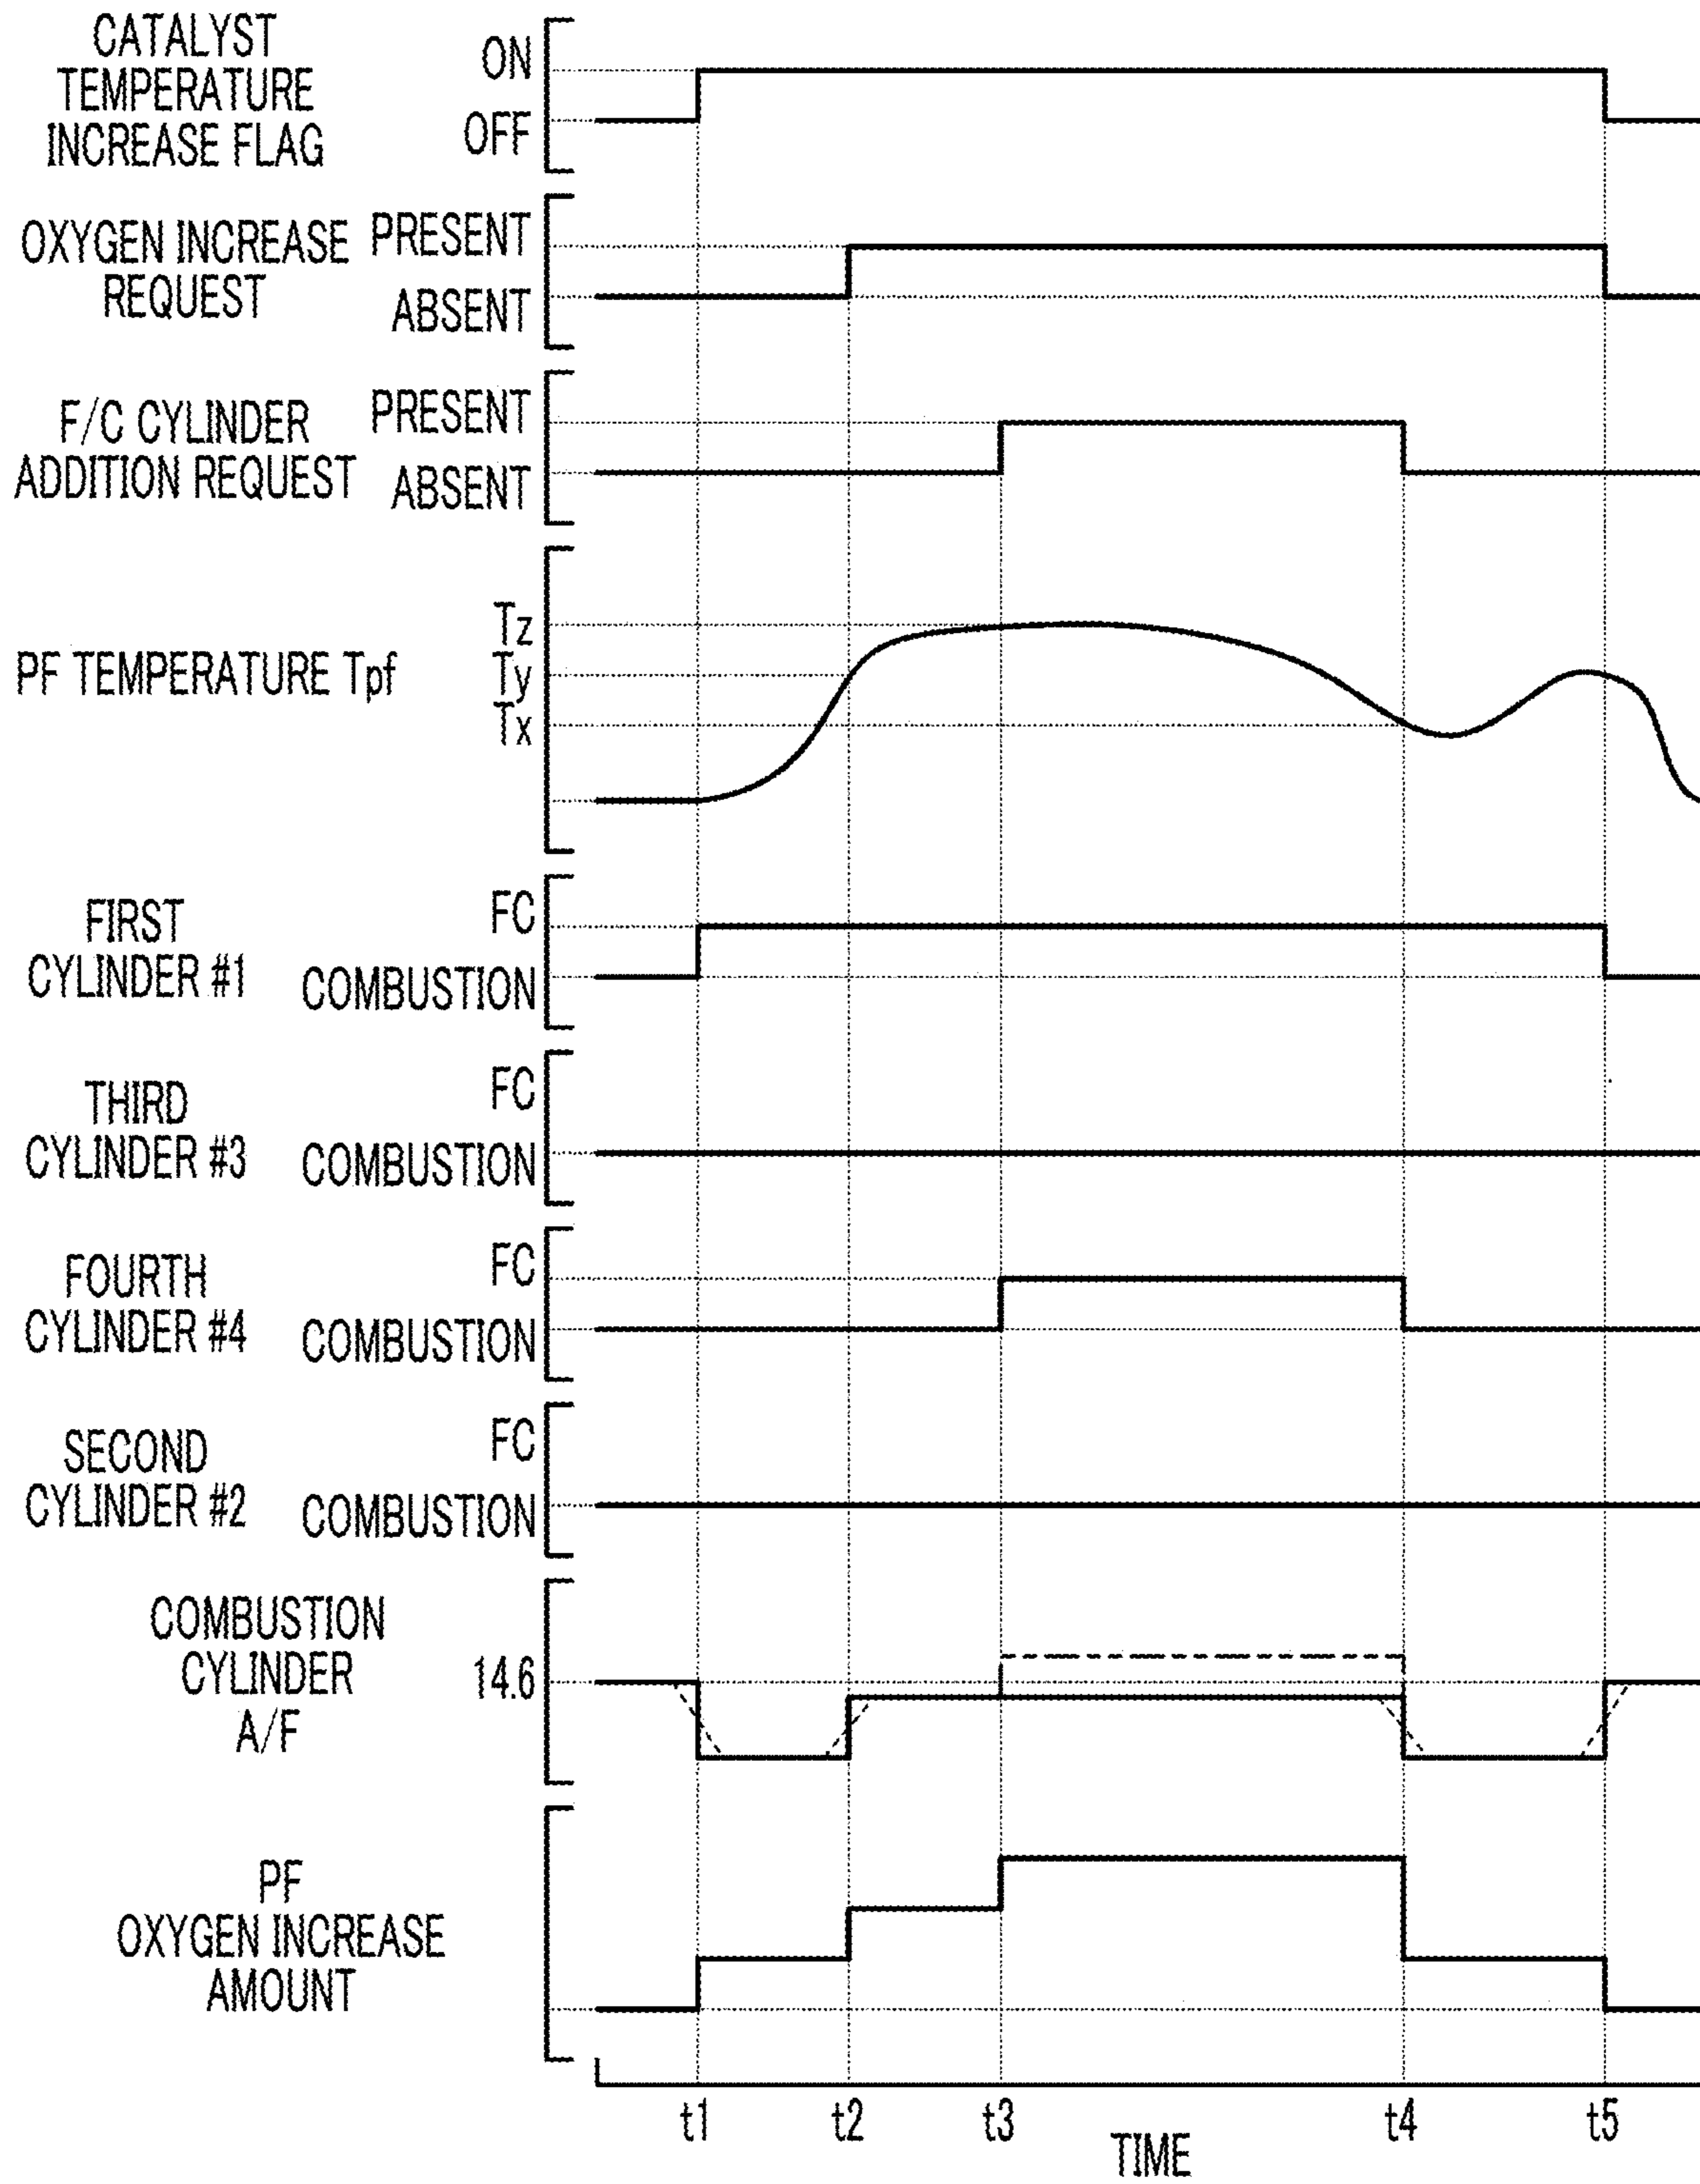 CATALYST
TEMPERATURE
INCREASE FLAG
ON
OFF
OXYGEN INCREASE
REQUEST
PRESENT
ABSENT
F/C CYLINDER
ADDITION REQUEST
PRESENT
ABSENT
PF TEMPERATURE Tpf
Tz
Ty
Tx
FIRST
CYLINDER #1
FC
COMBUSTION
THIRD
CYLINDER #3
FC
COMBUSTION
FOURTH
CYLINDER #4
FC
COMBUSTION
SECOND
CYLINDER #2
FC
COMBUSTION
COMBUSTION
CYLINDER
A/F
14.6
PF
OXYGEN INCREASE
AMOUNT
t1 t2 t3 t4 t5
TIME